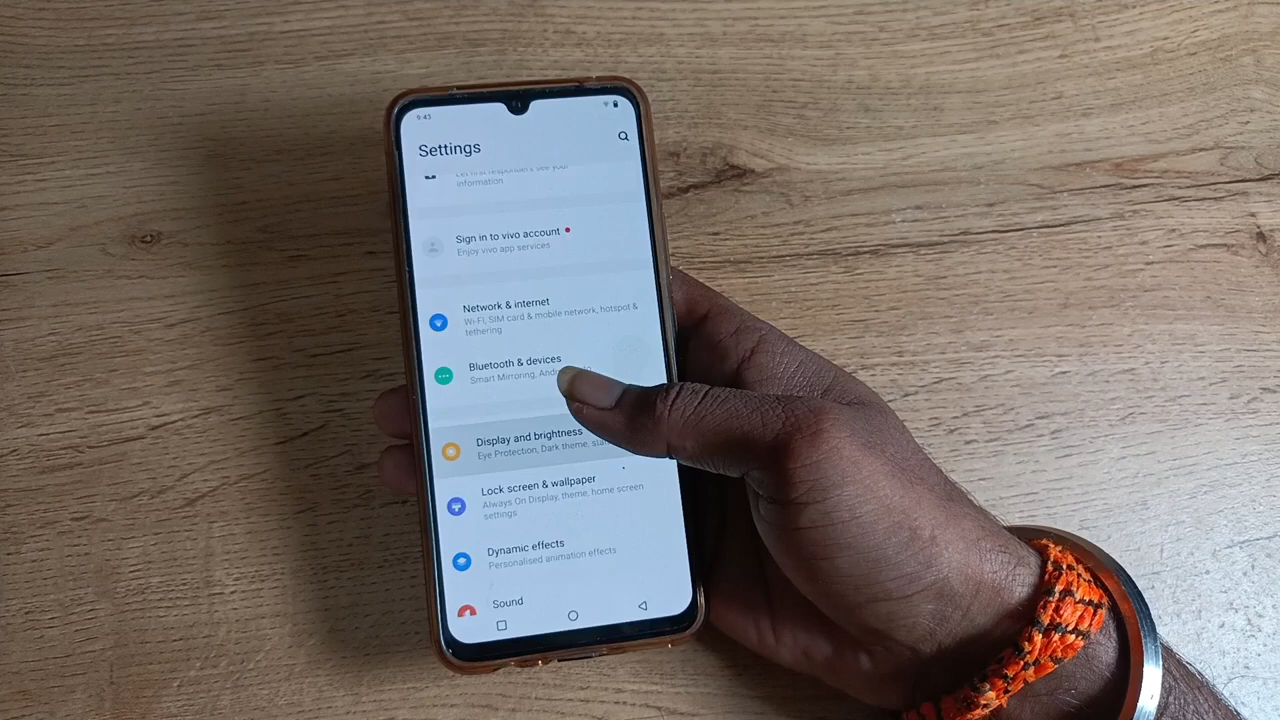 9:43
Settings
Let first responders see your
information
Sign in to vivo account
Enjoy vivo app services
Network & internet
Wi-Fi, SIM card & mobile network, hotspot &
tethering
Bluetooth & devices
Smart Mirroring,
Display and brightness
Eye Protection, Dark theme,
Lock screen & wallpaper
Always On Display, theme, home screen
settings
Dynamic effects
Personalised animation effects
Sound